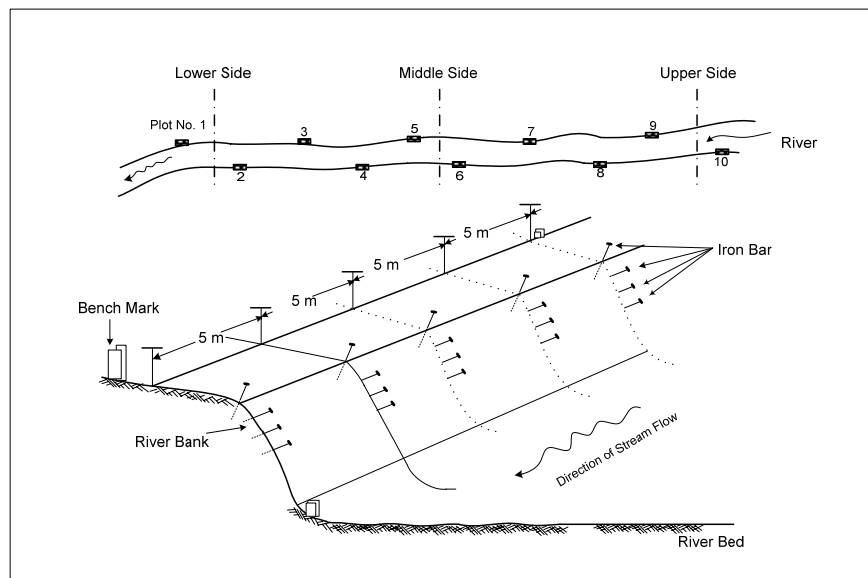 Lower Side
Middle Side
Upper Side
Plot No. 1
3
5
7
9
River
2
4
6
8
10
5 m
5 m
5 m
5 m
Iron Bar
Bench Mark
River Bank
Direction of Stream Flow
River Bed